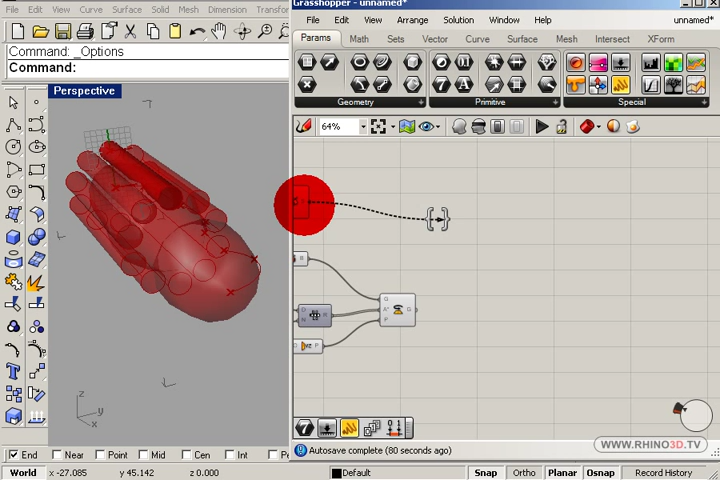 File Edit View Curve Surface Solid Mesh Dimension
Command: _Options
Command:
Perspective
z
y
x
Grasshopper - unnamed*
File Edit View Arrange Solution Window Help unnamed*
Params Math Sets Vector Curve Surface Mesh Intersect XForm
Geometry Primitive Special
64%
Autosave complete (80 seconds ago)
WWW.RHINO3D.TV
End Near Point Mid Cen Int
World x -27.085 y 45.142 z 0.000 Default Snap Ortho Planar Osnap Record History